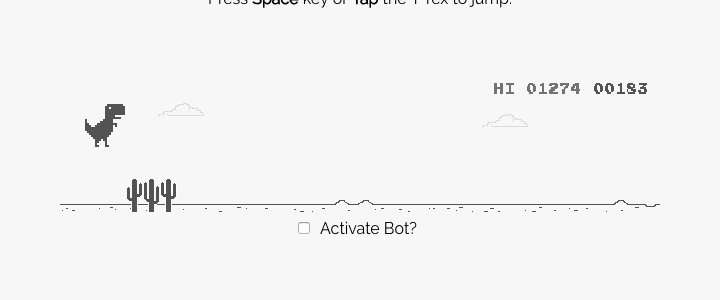 Press Space key or Tap the T-rex to jump.
HI 01274 00183
Activate Bot?